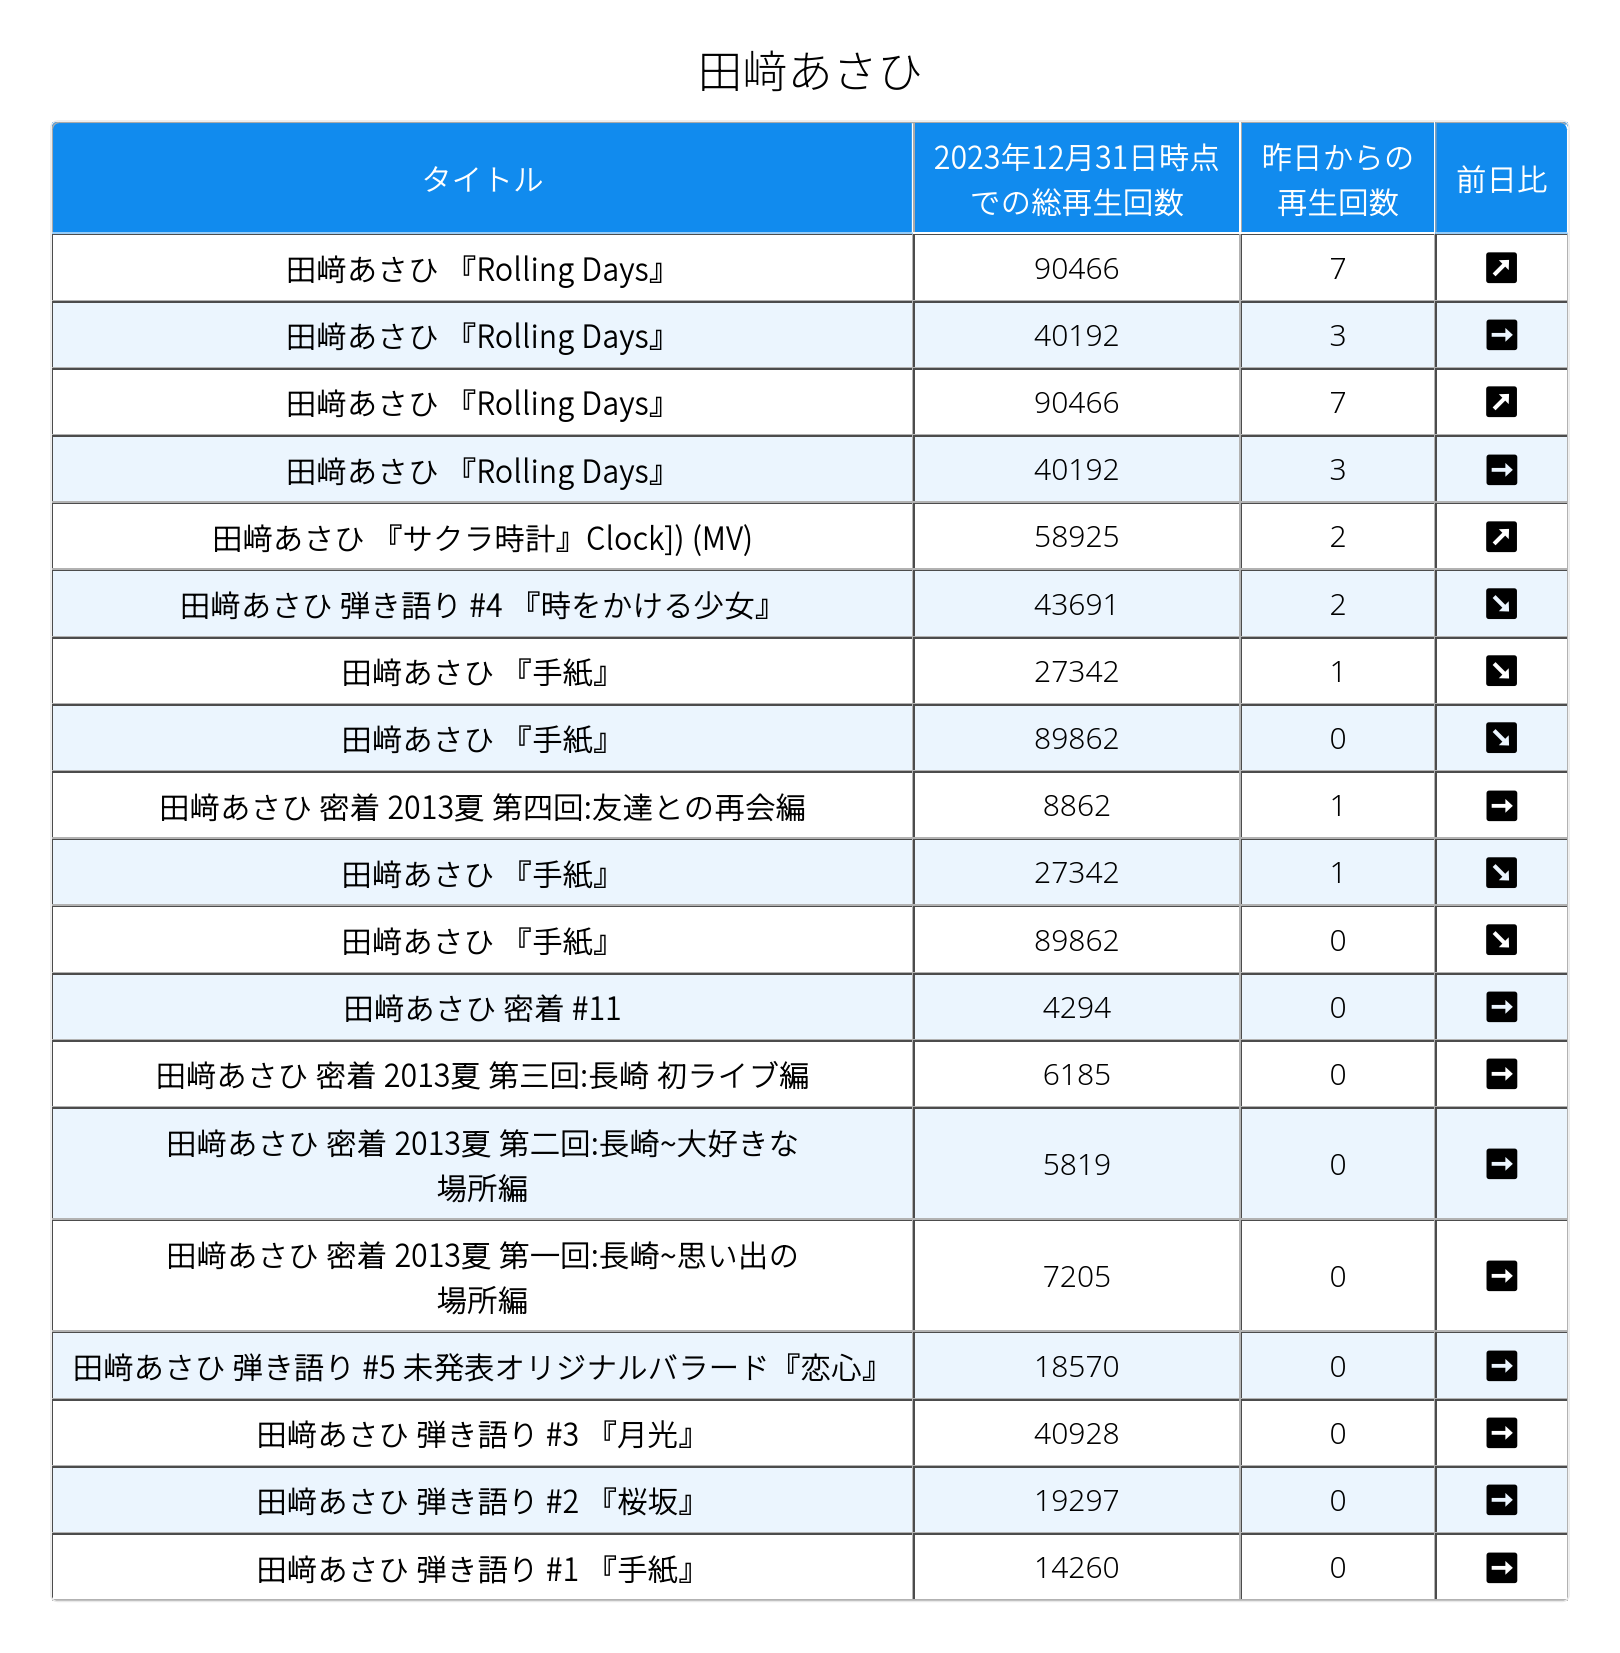 田﨑あさひ
タイトル 2023年12月31日時点 昨日からの 前日比
での総再生回数 再生回数
田﨑あさひ 『Rolling Days』 90466 7
田﨑あさひ 『Rolling Days』 40192 3
田﨑あさひ 『Rolling Days』 90466 7
田﨑あさひ 『Rolling Days』 40192 3
田﨑あさひ 『サクラ時計』Clock]) (MV) 58925 2
田﨑あさひ 弾き語り #4 『時をかける少女』 43691 2
田﨑あさひ 『手紙』 27342 1
田﨑あさひ 『手紙』 89862 0
田﨑あさひ 密着 2013夏 第四回:友達との再会編 8862 1
田﨑あさひ 『手紙』 27342 1
田﨑あさひ 『手紙』 89862 0
田﨑あさひ 密着 #11 4294 0
田﨑あさひ 密着 2013夏 第三回:長崎 初ライブ編 6185 0
田﨑あさひ 密着 2013夏 第二回:長崎~大好きな
場所編 5819 0
田﨑あさひ 密着 2013夏 第一回:長崎~思い出の
場所編 7205 0
田﨑あさひ 弾き語り #5 未発表オリジナルバラード『恋心』 18570 0
田﨑あさひ 弾き語り #3 『月光』 40928 0
田﨑あさひ 弾き語り #2 『桜坂』 19297 0
田﨑あさひ 弾き語り #1 『手紙』 14260 0